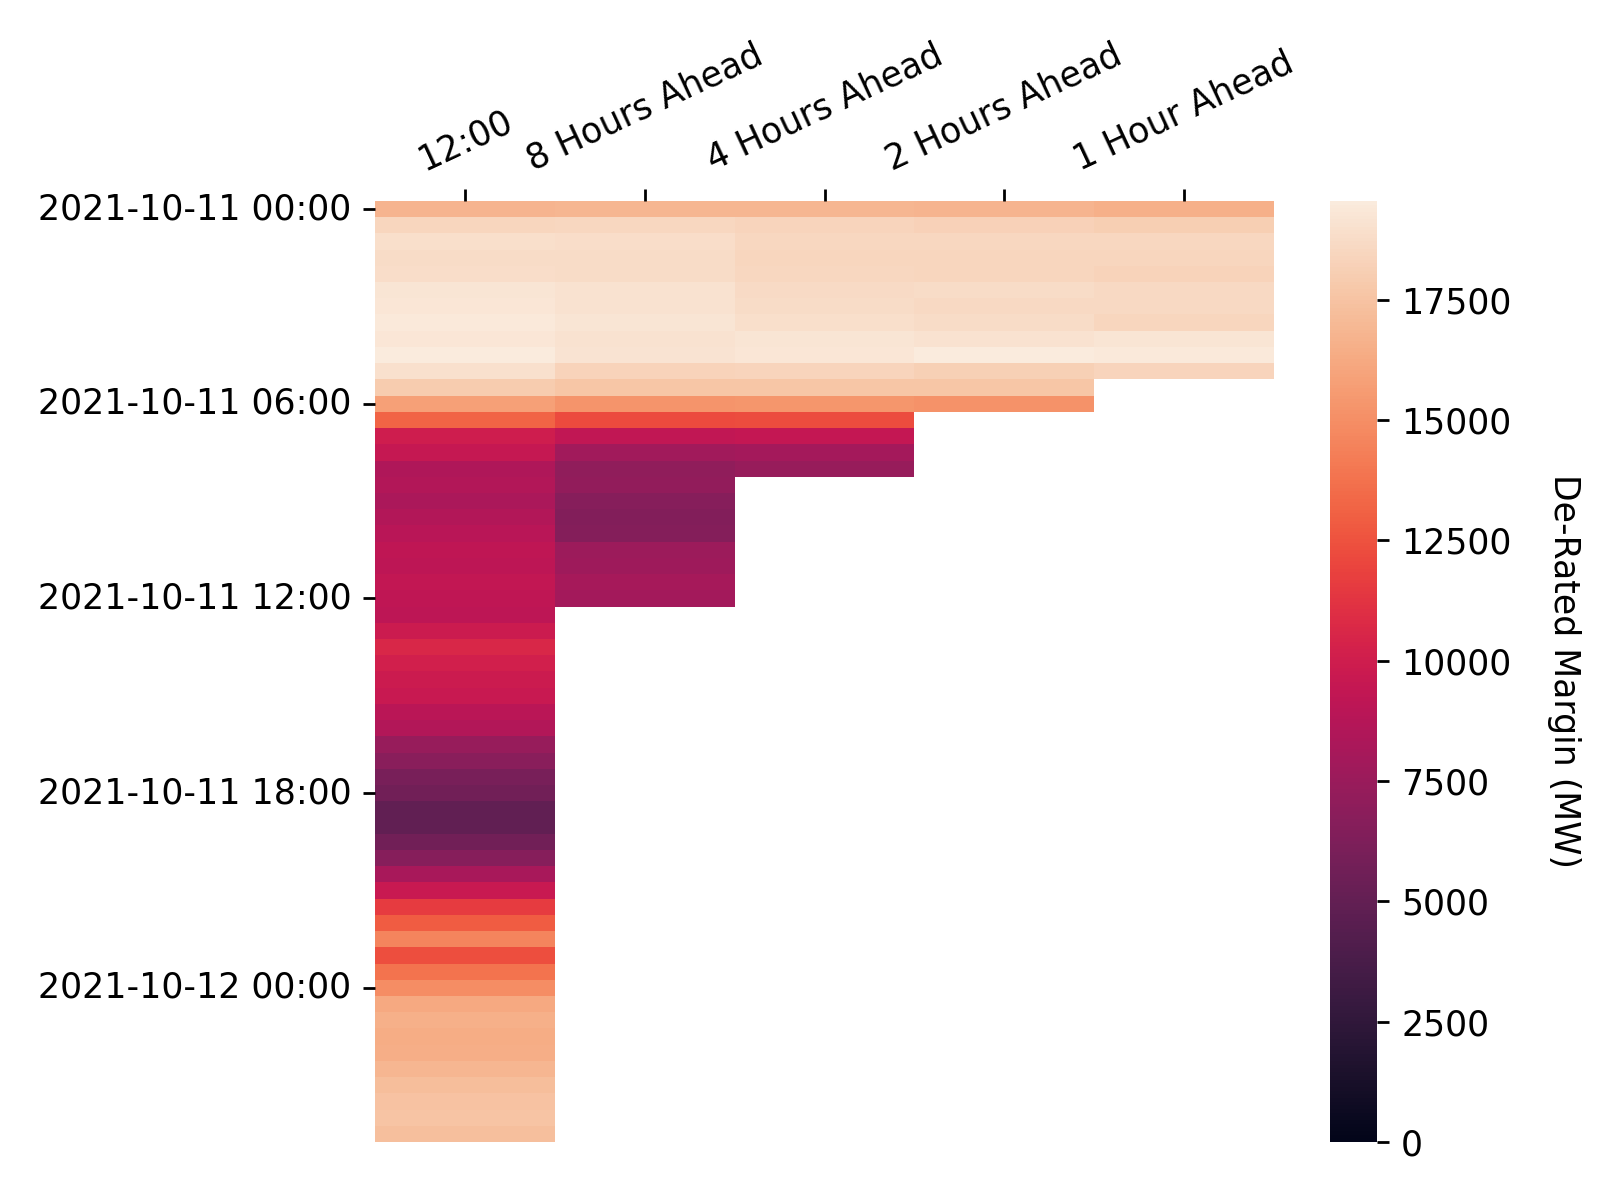 12:00
8 Hours Ahead
4 Hours Ahead
2 Hours Ahead
1 Hour Ahead
2021-10-11 00:00
2021-10-11 06:00
2021-10-11 12:00
2021-10-11 18:00
2021-10-12 00:00
17500
15000
12500
10000
7500
5000
2500
0
De-Rated Margin (MW)